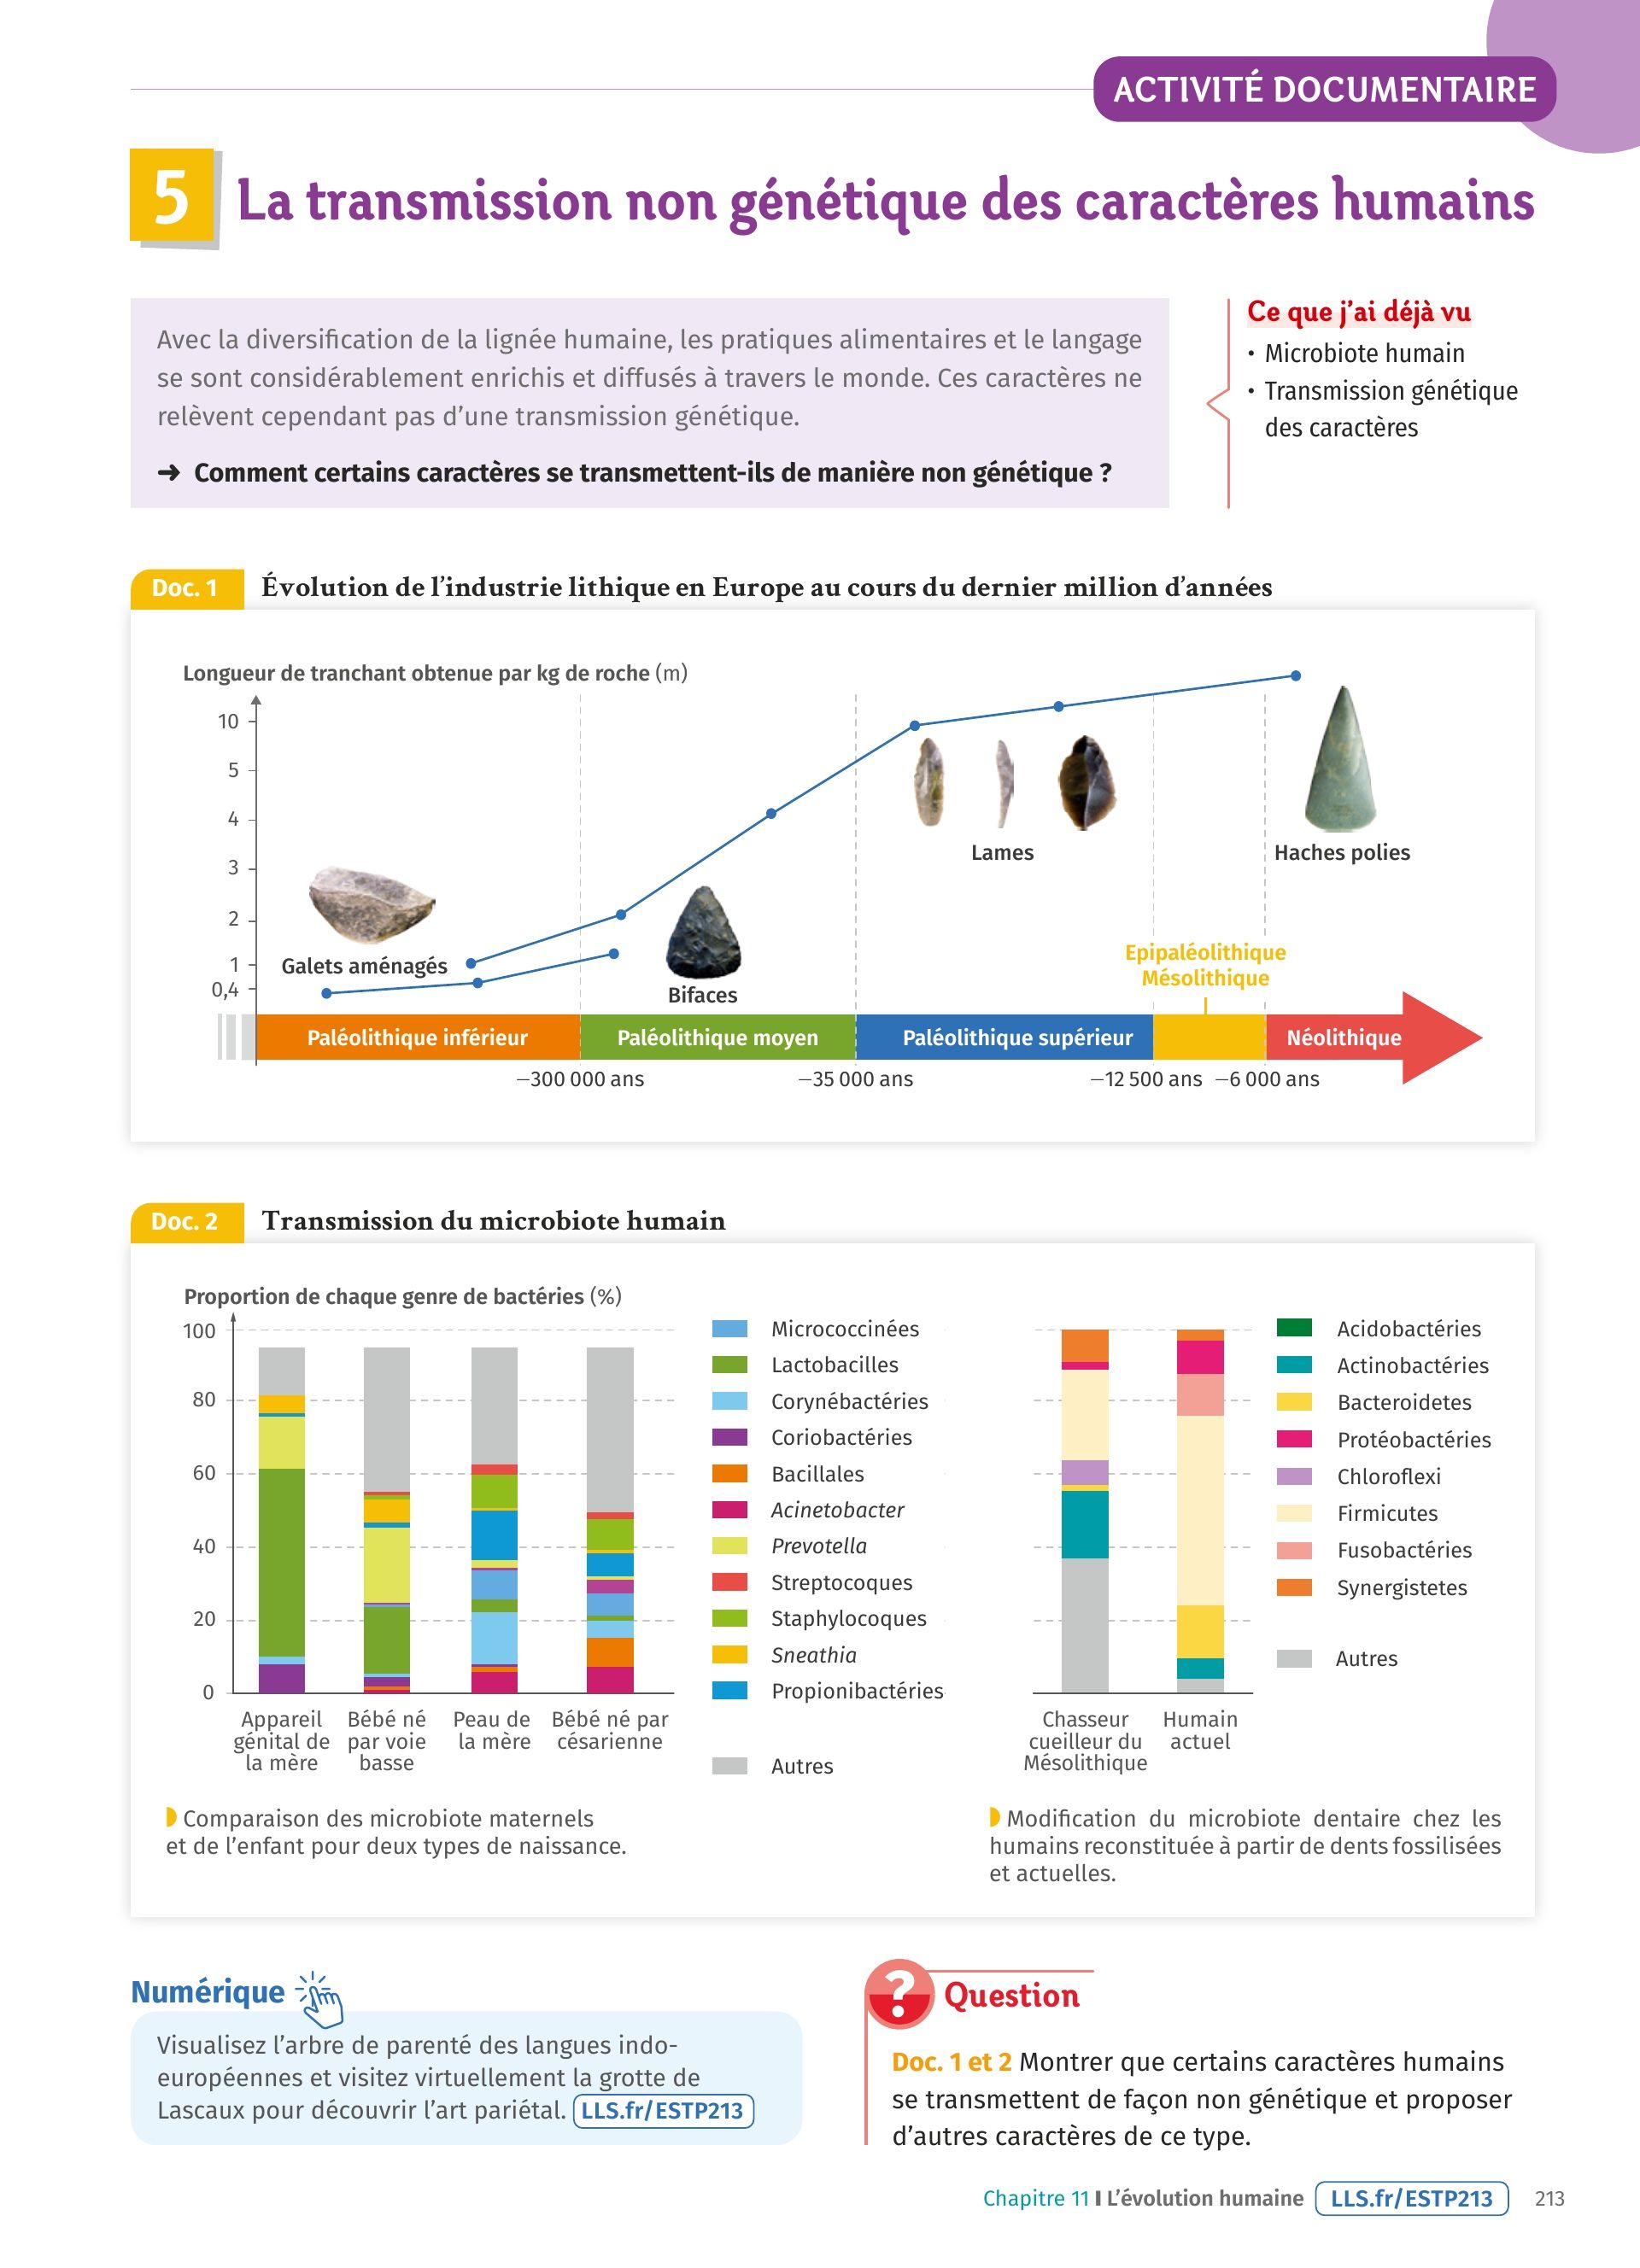 ACTIVITÉ DOCUMENTAIRE
5
La transmission non génétique des caractères humains
Avec la diversification de la lignée humaine, les pratiques alimentaires et le langage
se sont considérablement enrichis et diffusés à travers le monde. Ces caractères ne
relèvent cependant pas d’une transmission génétique.
➜ Comment certains caractères se transmettent-ils de manière non génétique ?
Ce que j’ai déjà vu
• Microbiote humain
• Transmission génétique
des caractères
Doc. 1
Évolution de l’industrie lithique en Europe au cours du dernier million d’années
Longueur de tranchant obtenue par kg de roche (m)
10
5
4
3
2
1
0,4
Galets aménagés
Bifaces
Lames
Haches polies
Epipaléolithique
Mésolithique
Paléolithique inférieur
Paléolithique moyen
Paléolithique supérieur
Néolithique
–300 000 ans
–35 000 ans
–12 500 ans
–6 000 ans
Doc. 2
Transmission du microbiote humain
Proportion de chaque genre de bactéries (%)
100
80
60
40
20
0
Appareil
génital de
la mère
Bébé né
par voie
basse
Peau de
la mère
Bébé né par
césarienne
Micrococcinées
Lactobacilles
Corynébactéries
Coriobactéries
Bacillales
Acinetobacter
Prevotella
Streptocoques
Staphylocoques
Sneathia
Propionibactéries
Autres
Chasseur
cueilleur du
Mésolithique
Humain
actuel
Acidobactéries
Actinobactéries
Bacteroidetes
Protéobactéries
Chloroflexi
Firmicutes
Fusobactéries
Synergistetes
Autres
Comparaison des microbiote maternels
et de l’enfant pour deux types de naissance.
Modification du microbiote dentaire chez les
humains reconstituée à partir de dents fossilisées
et actuelles.
Numérique
Visualisez l’arbre de parenté des langues indo-
européennes et visitez virtuellement la grotte de
Lascaux pour découvrir l’art pariétal. LLS.fr/ESTP213
? Question
Doc. 1 et 2 Montrer que certains caractères humains
se transmettent de façon non génétique et proposer
d’autres caractères de ce type.
Chapitre 11 I L’évolution humaine LLS.fr/ESTP213 213